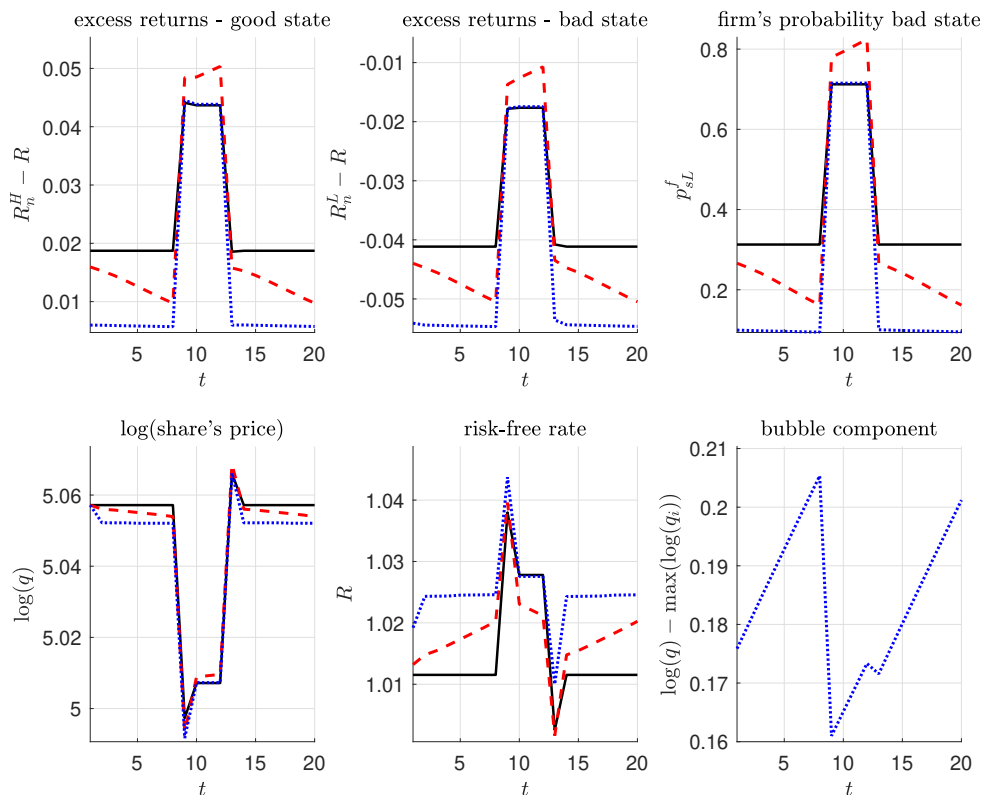 excess returns - good state
excess returns - bad state
firm's probability bad state
0.05
0.04
0.03
0.02
0.01
R_n^H − R
5
10
15
20
t
-0.01
-0.02
-0.03
-0.04
-0.05
R_n^L − R
5
10
15
20
t
0.8
0.6
0.4
0.2
p_{sL}^f
5
10
15
20
t
log(share's price)
risk-free rate
bubble component
5.06
5.04
5.02
5
log(q)
5
10
15
20
t
1.04
1.03
1.02
1.01
R
5
10
15
20
t
0.21
0.2
0.19
0.18
0.17
0.16
log(q) − max(log(q_i))
5
10
15
20
t